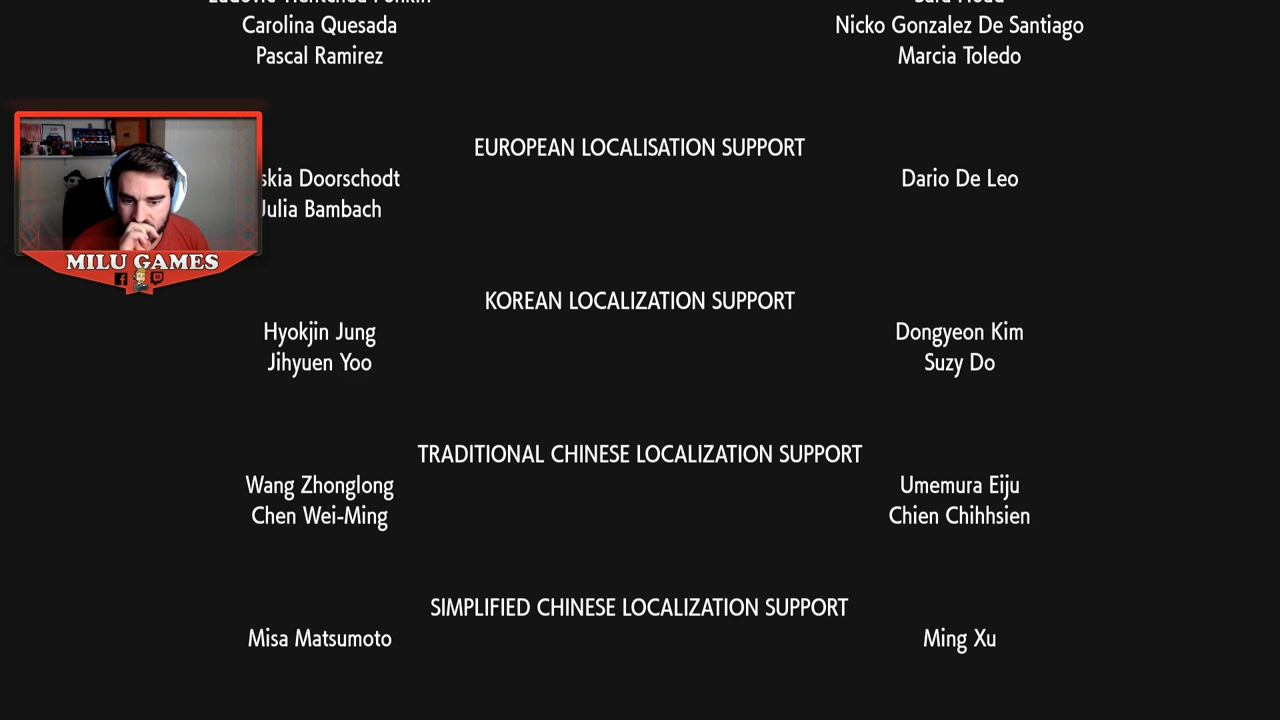 Carolina Quesada
Nicko Gonzalez De Santiago
Pascal Ramirez
Marcia Toledo
EUROPEAN LOCALISATION SUPPORT
Doorschodt
Dario De Leo
Julia Bambach
MILU GAMES
KOREAN LOCALIZATION SUPPORT
Hyokjin Jung
Dongyeon Kim
Jihyuen Yoo
Suzy Do
TRADITIONAL CHINESE LOCALIZATION SUPPORT
Wang Zhonglong
Umemura Eiju
Chen Wei-Ming
Chien Chihhsien
SIMPLIFIED CHINESE LOCALIZATION SUPPORT
Misa Matsumoto
Ming Xu